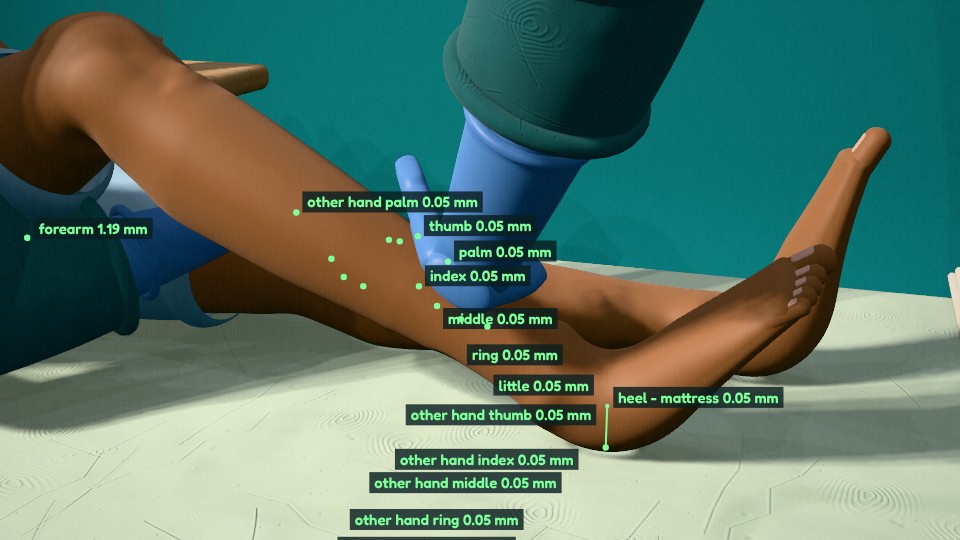 other hand palm 0.05 mm
thumb 0.05 mm
forearm 1.19 mm
palm 0.05 mm
index 0.05 mm
middle 0.05 mm
ring 0.05 mm
little 0.05 mm
heel - mattress 0.05 mm
other hand thumb 0.05 mm
other hand index 0.05 mm
other hand middle 0.05 mm
other hand ring 0.05 mm